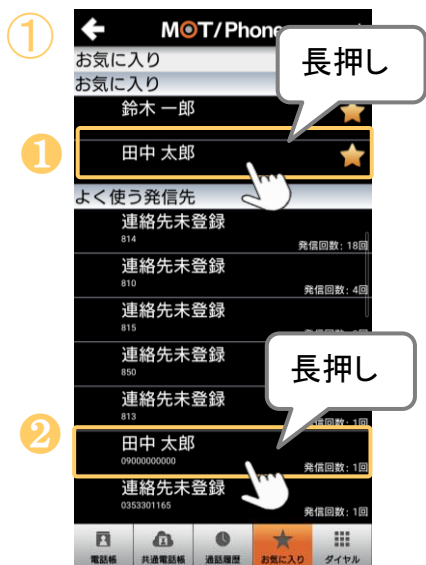 ①
MOT/Phone
お気に入り
お気に入り
長押し
鈴木 一郎
❶
田中 太郎
よく使う発信先
連絡先未登録
814
発信回数: 18回
連絡先未登録
810
発信回数: 4回
連絡先未登録
815
連絡先未登録
850
長押し
連絡先未登録
813
発信回数: 1回
❷
田中 太郎
09000000000
発信回数: 1回
連絡先未登録
0353301165
発信回数: 1回
電話帳
共通電話帳
通話履歴
お気に入り
ダイヤル